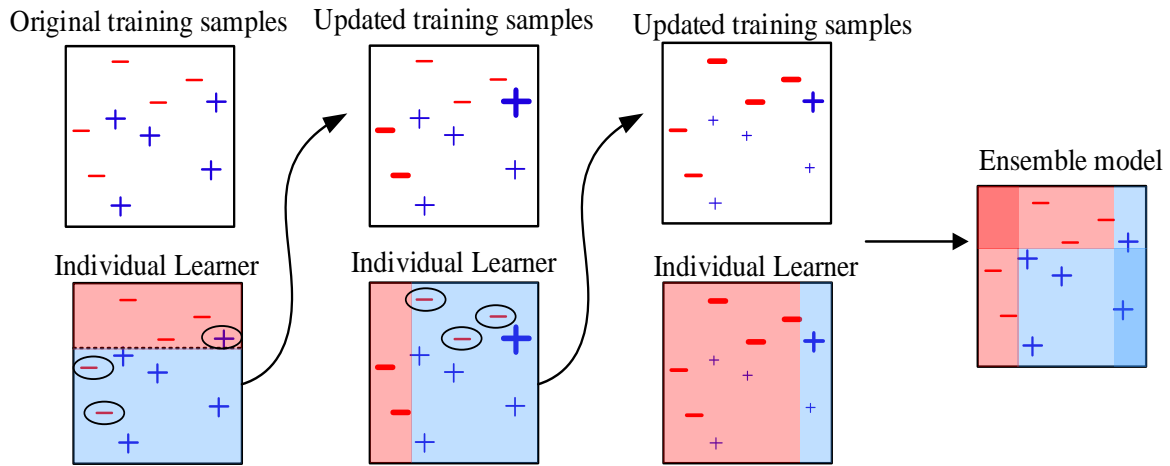 Original training samples
Updated training samples
Updated training samples
Ensemble model
Individual Learner
Individual Learner
Individual Learner